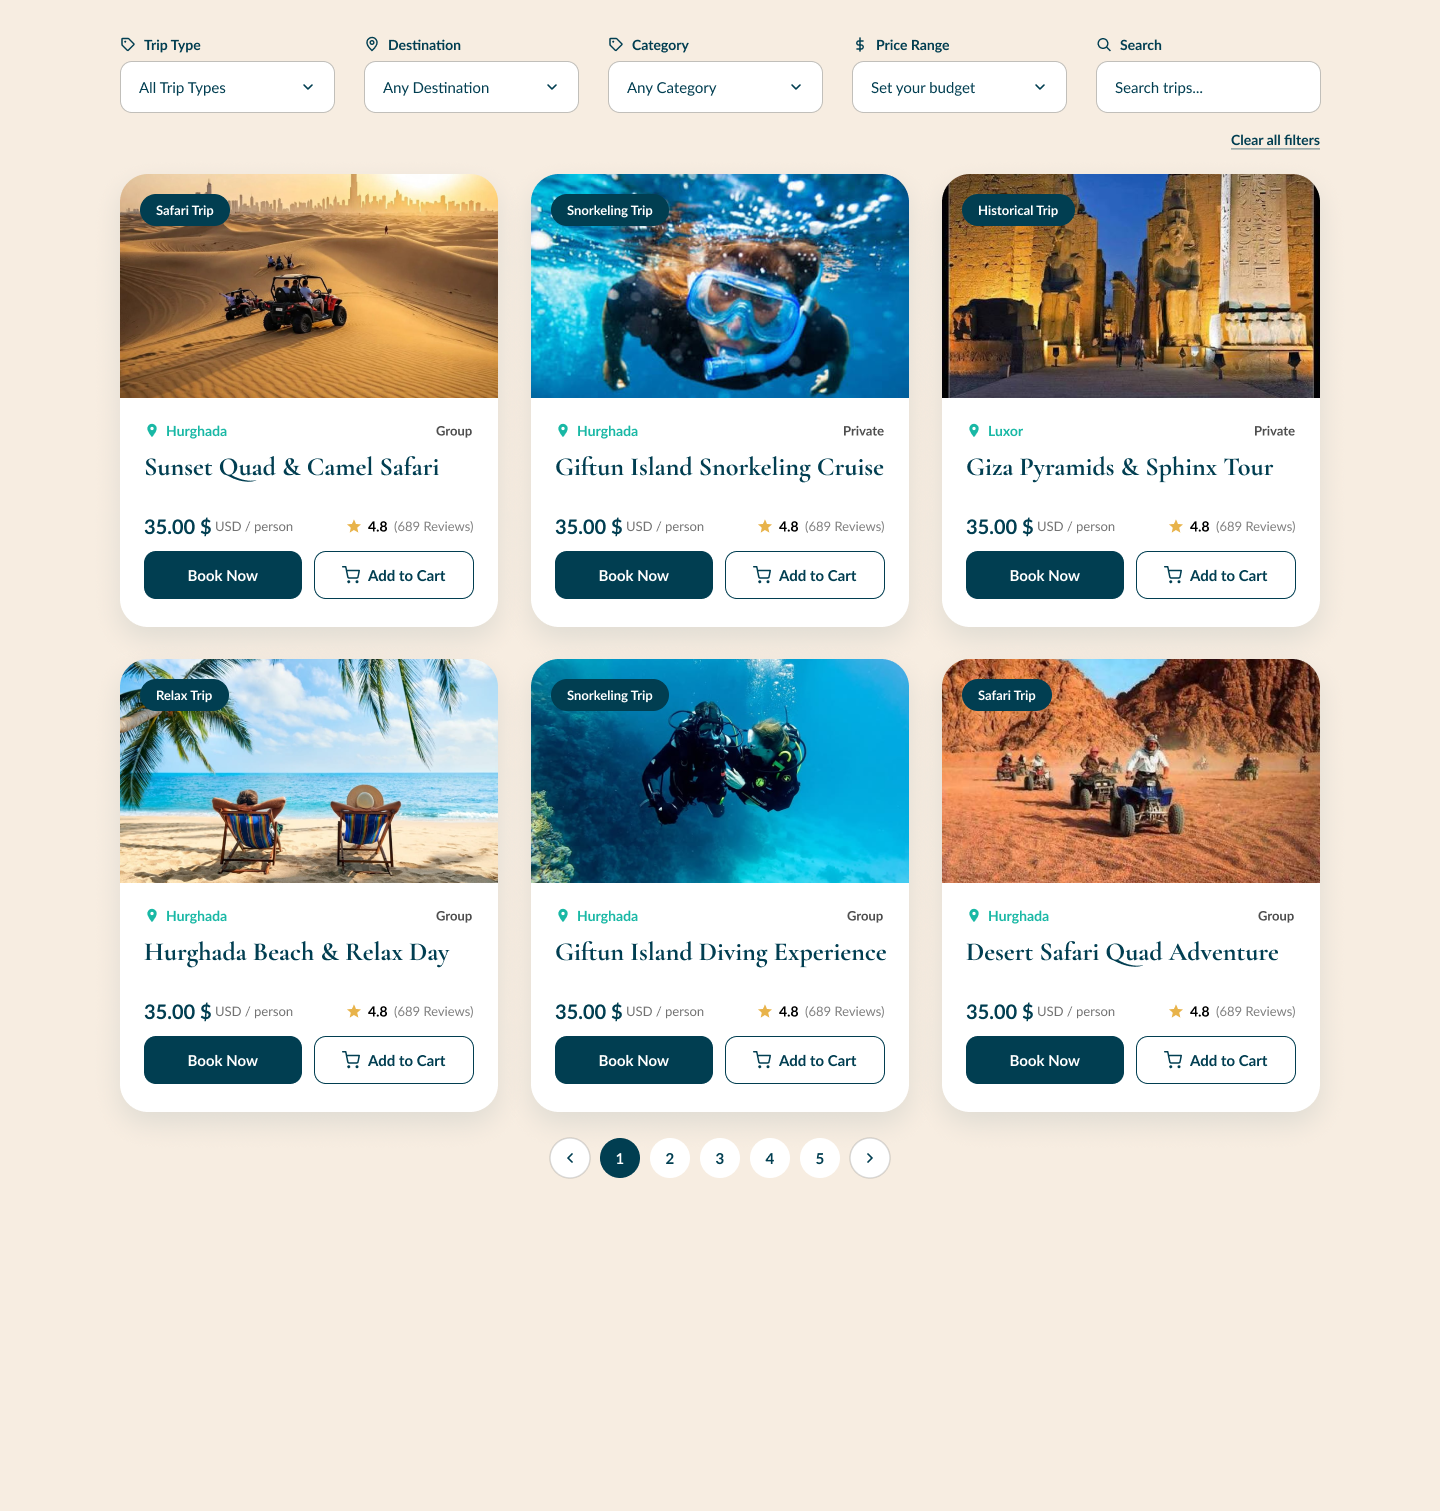 Trip Type
Destination
Category
Price Range
Search
All Trip Types
Any Destination
Any Category
Set your budget
Search trips...
Clear all filters
Safari Trip
Hurghada
Group
Sunset Quad & Camel Safari
35.00 $ USD / person
4.8 (689 Reviews)
Book Now
Add to Cart
Snorkeling Trip
Hurghada
Private
Giftun Island Snorkeling Cruise
35.00 $ USD / person
4.8 (689 Reviews)
Book Now
Add to Cart
Historical Trip
Luxor
Private
Giza Pyramids & Sphinx Tour
35.00 $ USD / person
4.8 (689 Reviews)
Book Now
Add to Cart
Relax Trip
Hurghada
Group
Hurghada Beach & Relax Day
35.00 $ USD / person
4.8 (689 Reviews)
Book Now
Add to Cart
Snorkeling Trip
Hurghada
Group
Giftun Island Diving Experience
35.00 $ USD / person
4.8 (689 Reviews)
Book Now
Add to Cart
Safari Trip
Hurghada
Group
Desert Safari Quad Adventure
35.00 $ USD / person
4.8 (689 Reviews)
Book Now
Add to Cart
1 2 3 4 5